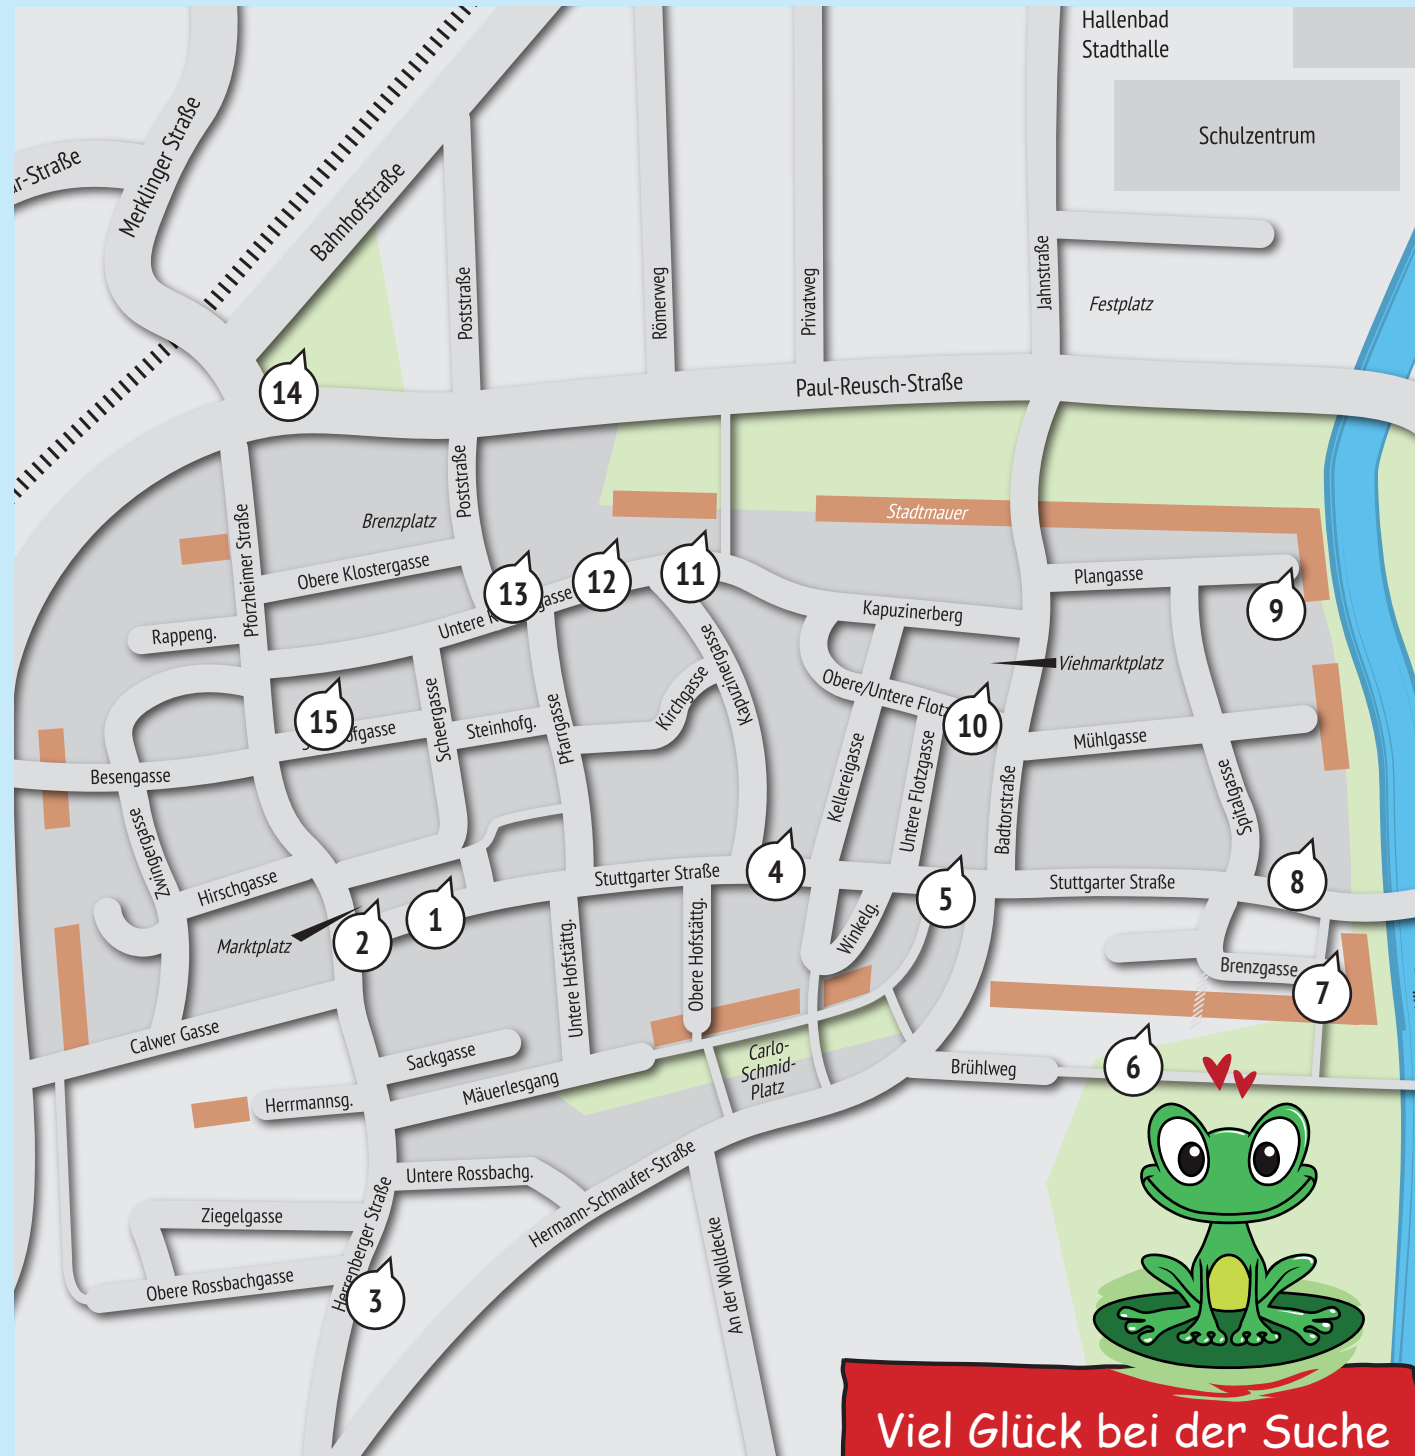 Hallenbad
Stadthalle
Schulzentrum
r-Straße
Merklinger Straße
Bahnhofstraße
Poststraße
Römerweg
Privatweg
Jahnstraße
Festplatz
14
Paul-Reusch-Straße
Poststraße
Brenzplatz
Stadtmauer
Pforzheimer Straße
Obere Klostergasse
Rappeng.
13
12
11
Untere
gasse
Kapuzinerberg
Plangasse
9
Viehmarktplatz
15
gasse
Scheergasse
Steinhofg.
Pfarrgasse
Kirchgasse
Kapuzinergasse
Obere/Untere Flotz
10
Mühlgasse
Besengasse
Zwingergasse
Kellereigasse
Untere Flotzgasse
Badtorstraße
Spitalgasse
Hirschgasse
Stuttgarter Straße
4
5
Stuttgarter Straße
8
Marktplatz
2
1
Untere Hofstättg.
Obere Hofstättg.
Winkelg.
Brenzgasse
7
Calwer Gasse
Sackgasse
Carlo-
Schmid-
Platz
Brühlweg
6
Herrmannsg.
Mäuerlesgang
Untere Rossbachg.
Hermann-Schnaufer-Straße
Ziegelgasse
Herrenberger Straße
Obere Rossbachgasse
3
An der Wolldecke
Viel Glück bei der Suche